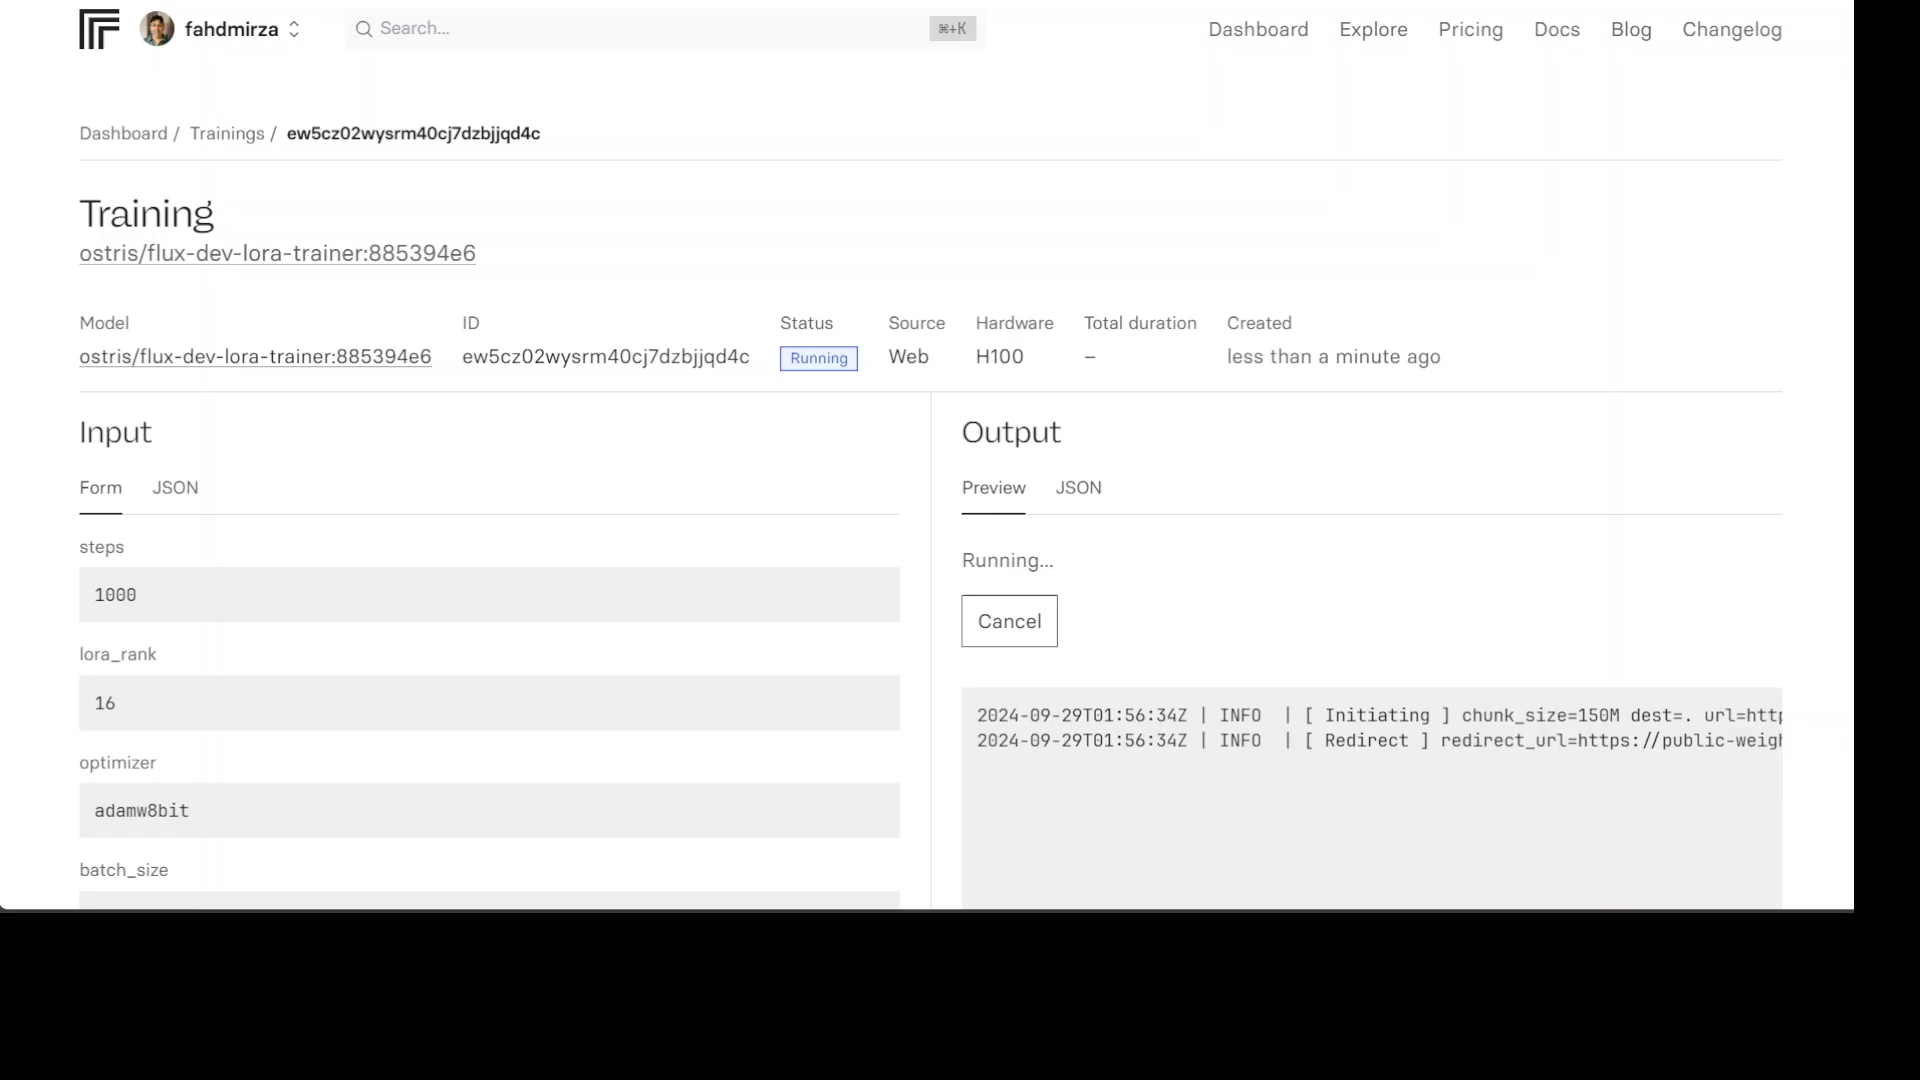 fahdmirza
Search...
⌘+K
Dashboard Explore Pricing Docs Blog Changelog
Dashboard / Trainings / ew5cz02wysrm40cj7dzbjjqd4c
Training
ostris/flux-dev-lora-trainer:885394e6
Model ID Status Source Hardware Total duration Created
ostris/flux-dev-lora-trainer:885394e6 ew5cz02wysrm40cj7dzbjjqd4c Running Web H100 – less than a minute ago
Input
Form JSON
steps
1000
lora_rank
16
optimizer
adamw8bit
batch_size
Output
Preview JSON
Running...
Cancel
2024-09-29T01:56:34Z | INFO | [ Initiating ] chunk_size=150M dest=. url=http
2024-09-29T01:56:34Z | INFO | [ Redirect ] redirect_url=https://public-weigh